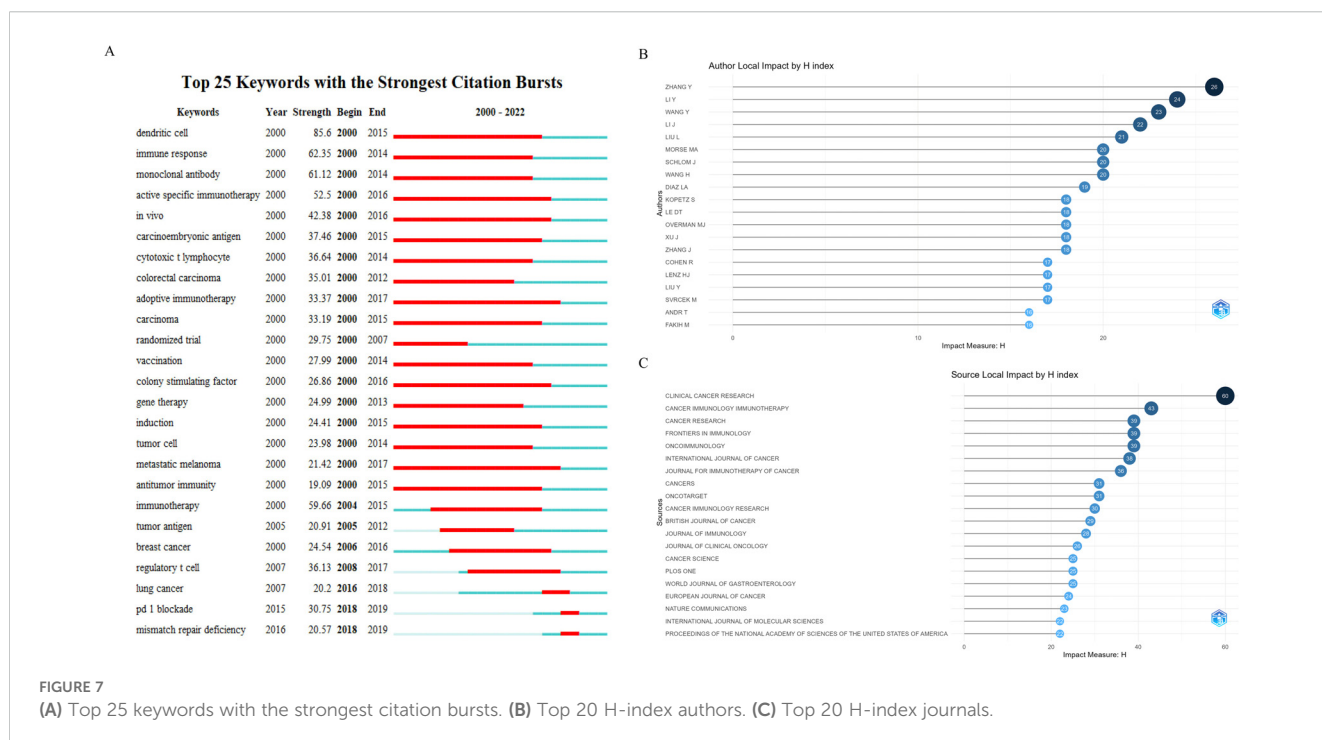 A
Top 25 Keywords with the Strongest Citation Bursts
Keywords Year Strength Begin End 2000 - 2022
dendritic cell 2000 85.6 2000 2015
immune response 2000 62.35 2000 2014
monoclonal antibody 2000 61.12 2000 2014
active specific immunotherapy 2000 52.5 2000 2016
in vivo 2000 42.38 2000 2016
carcinoembryonic antigen 2000 37.46 2000 2015
cytotoxic t lymphocyte 2000 36.64 2000 2014
colorectal carcinoma 2000 35.01 2000 2012
adoptive immunotherapy 2000 33.37 2000 2017
carcinoma 2000 33.19 2000 2015
randomized trial 2000 29.75 2000 2007
vaccination 2000 27.99 2000 2014
colony stimulating factor 2000 26.86 2000 2016
gene therapy 2000 24.99 2000 2013
induction 2000 24.41 2000 2015
tumor cell 2000 23.98 2000 2014
metastatic melanoma 2000 21.42 2000 2017
antitumor immunity 2000 19.09 2000 2015
immunotherapy 2000 59.66 2004 2015
tumor antigen 2005 20.91 2005 2012
breast cancer 2000 24.54 2006 2016
regulatory t cell 2007 36.13 2008 2017
lung cancer 2007 20.2 2016 2018
pd 1 blockade 2015 30.75 2018 2019
mismatch repair deficiency 2016 20.57 2018 2019
B
Author Local Impact by H index
Authors
ZHANG Y 26
LI Y 24
WANG Y 23
LI J 22
LIU L 21
MORSE MA 20
SCHLOM J 20
WANG H 20
DIAZ LA 19
KOPETZ S 18
LE DT 18
OVERMAN MJ 18
XU J 18
ZHANG J 18
COHEN R 17
LENZ HJ 17
LIU Y 17
SVRCEK M 17
ANDR T 16
FAKIH M 16
0 20
Impact Measure: H
C
Source Local Impact by H index
Sources
CLINICAL CANCER RESEARCH 60
CANCER IMMUNOLOGY IMMUNOTHERAPY 43
CANCER RESEARCH 39
FRONTIERS IN IMMUNOLOGY 39
ONCOIMMUNOLOGY 39
INTERNATIONAL JOURNAL OF CANCER 38
JOURNAL FOR IMMUNOTHERAPY OF CANCER 36
CANCERS 31
ONCOTARGET 31
CANCER IMMUNOLOGY RESEARCH 30
BRITISH JOURNAL OF CANCER 29
JOURNAL OF IMMUNOLOGY 28
JOURNAL OF CLINICAL ONCOLOGY 26
CANCER SCIENCE 25
PLOS ONE 25
WORLD JOURNAL OF GASTROENTEROLOGY 25
EUROPEAN JOURNAL OF CANCER 24
NATURE COMMUNICATIONS 23
INTERNATIONAL JOURNAL OF MOLECULAR SCIENCES 22
PROCEEDINGS OF THE NATIONAL ACADEMY OF SCIENCES OF THE UNITED STATES OF AMERICA 22
0 20 40 60
Impact Measure: H
FIGURE 7
(A) Top 25 keywords with the strongest citation bursts. (B) Top 20 H-index authors. (C) Top 20 H-index journals.